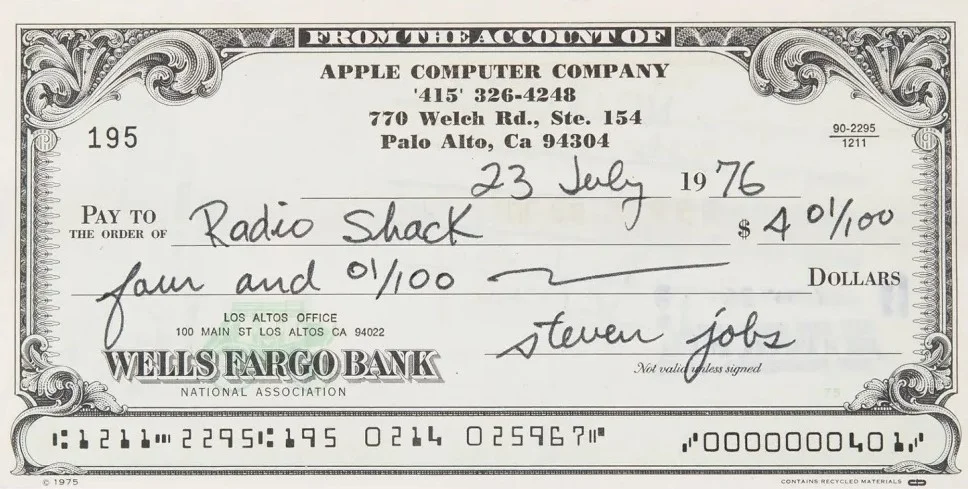 FROM THE ACCOUNT OF
APPLE COMPUTER COMPANY
'415' 326-4248
770 Welch Rd., Ste. 154
Palo Alto, Ca 94304
195
90-2295
1211
23 July 1976
PAY TO
THE ORDER OF Radio Shack $ 4 01/100
four and 01/100 DOLLARS
LOS ALTOS OFFICE
100 MAIN ST LOS ALTOS CA 94022
WELLS FARGO BANK
NATIONAL ASSOCIATION
steven jobs
Not valid unless signed
75
⑆1211⑉2295⑆195 0214 025967⑈ ⑇0000000401⑇
© 1975
CONTAINS RECYCLED MATERIALS